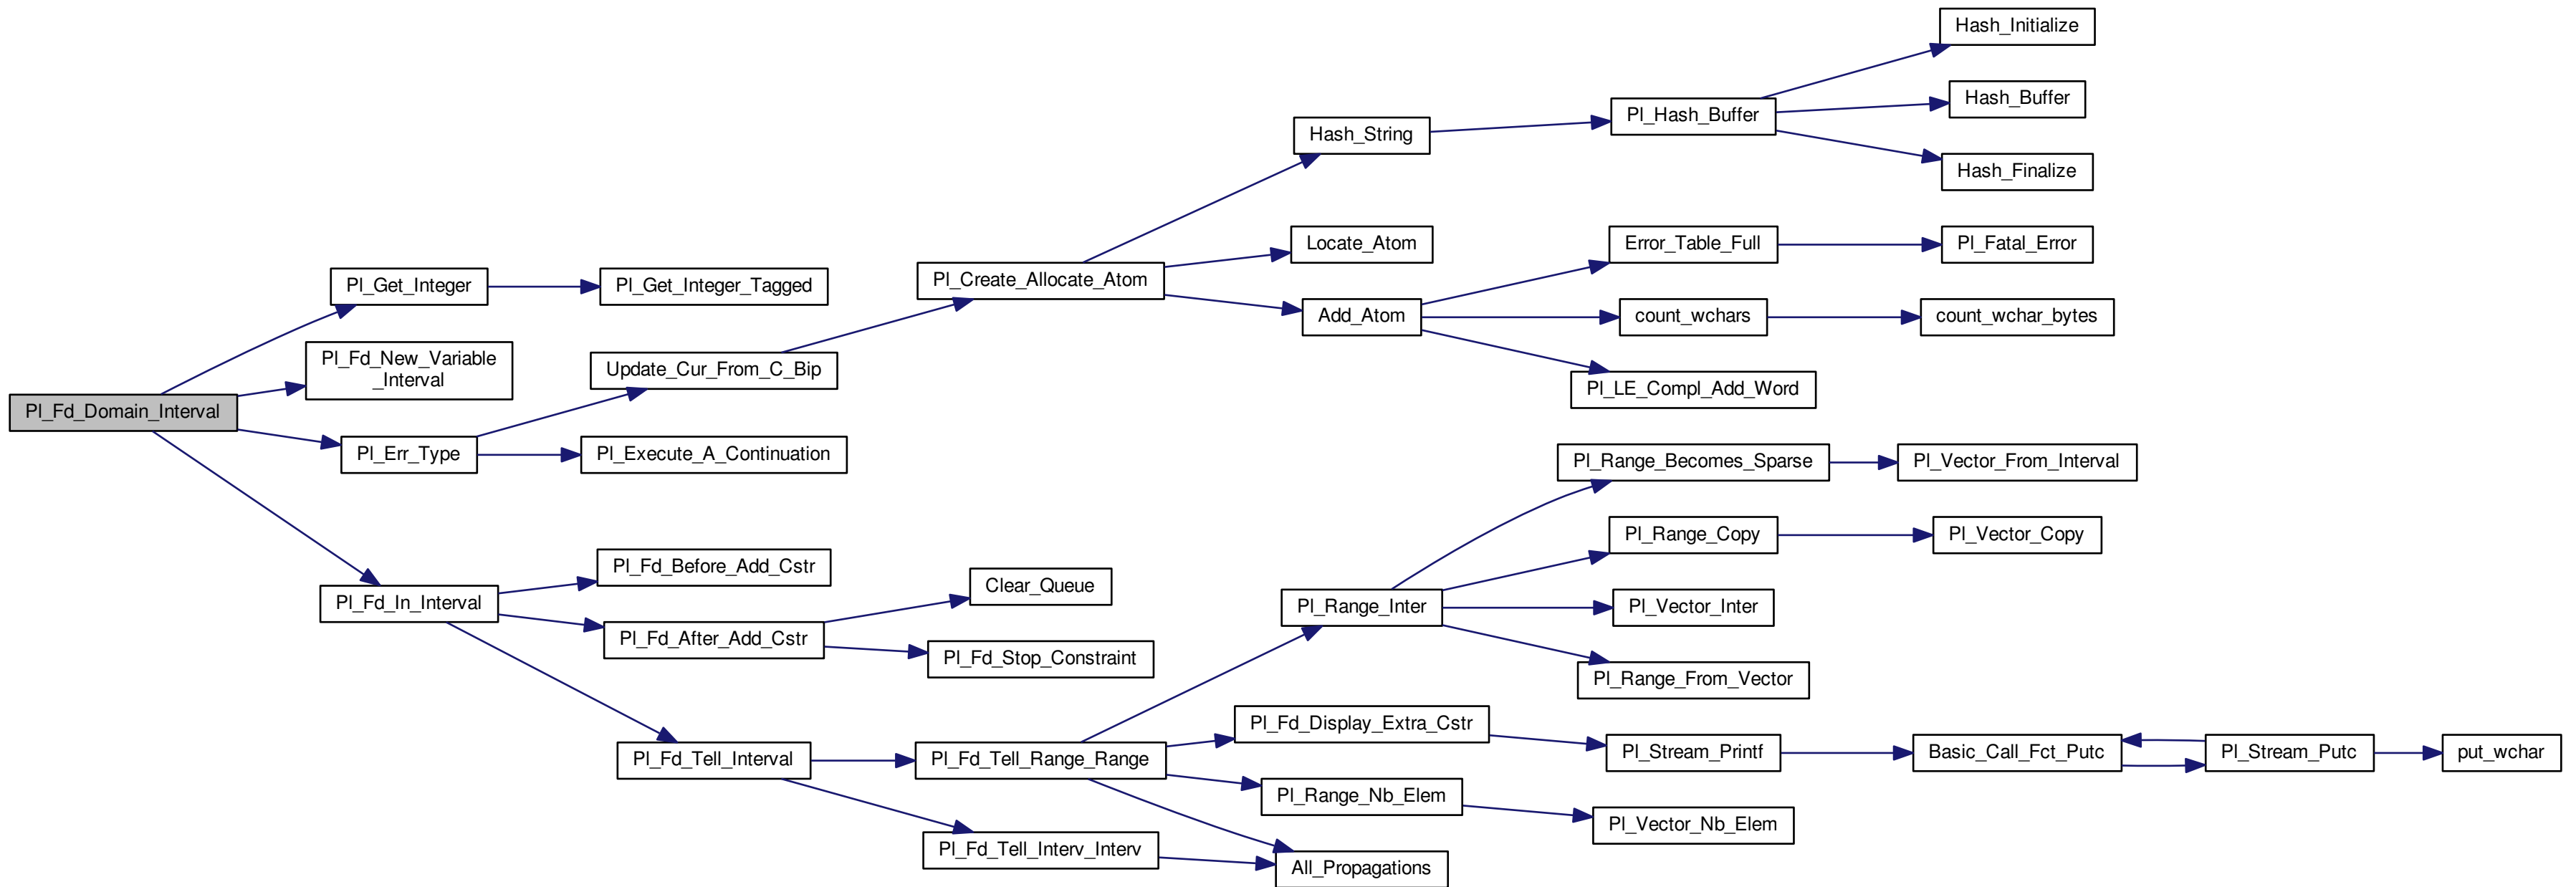 Hash_Initialize
Hash_Buffer
Pl_Hash_Buffer
Hash_String
Hash_Finalize
Locate_Atom
Error_Table_Full
Pl_Fatal_Error
Pl_Get_Integer
Pl_Get_Integer_Tagged
Pl_Create_Allocate_Atom
Add_Atom
count_wchars
count_wchar_bytes
Pl_Fd_New_Variable
_Interval
Update_Cur_From_C_Bip
Pl_LE_Compl_Add_Word
Pl_Fd_Domain_Interval
Pl_Err_Type
Pl_Execute_A_Continuation
Pl_Range_Becomes_Sparse
Pl_Vector_From_Interval
Pl_Range_Copy
Pl_Vector_Copy
Pl_Fd_Before_Add_Cstr
Clear_Queue
Pl_Fd_In_Interval
Pl_Range_Inter
Pl_Vector_Inter
Pl_Fd_After_Add_Cstr
Pl_Fd_Stop_Constraint
Pl_Range_From_Vector
Pl_Fd_Display_Extra_Cstr
Pl_Fd_Tell_Interval
Pl_Fd_Tell_Range_Range
Pl_Stream_Printf
Basic_Call_Fct_Putc
Pl_Stream_Putc
put_wchar
Pl_Range_Nb_Elem
Pl_Vector_Nb_Elem
Pl_Fd_Tell_Interv_Interv
All_Propagations